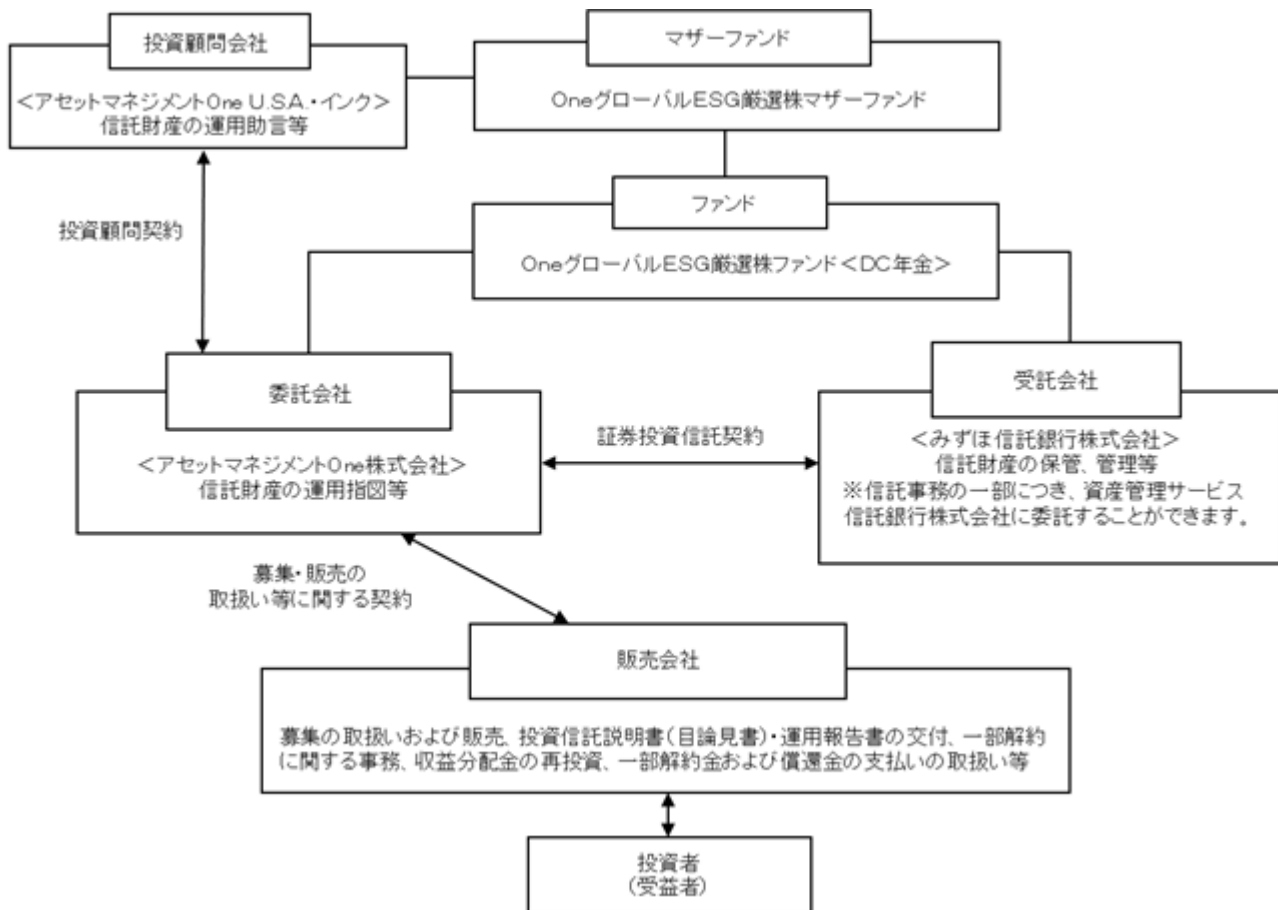 投資顧問会社
<アセットマネジメントOne U.S.A.・インク>
信託財産の運用助言等
マザーファンド
OneグローバルESG厳選株マザーファンド
ファンド
OneグローバルESG厳選株ファンド<DC年金>
投資顧問契約
委託会社
<アセットマネジメントOne株式会社>
信託財産の運用指図等
証券投資信託契約
受託会社
<みずほ信託銀行株式会社>
信託財産の保管、管理等
※信託事務の一部につき、資産管理サービス
信託銀行株式会社に委託することができます。
募集・販売の
取扱い等に関する契約
販売会社
募集の取扱いおよび販売、投資信託説明書(目論見書)・運用報告書の交付、一部解約
に関する事務、収益分配金の再投資、一部解約金および償還金の支払いの取扱い等
投資者
(受益者)